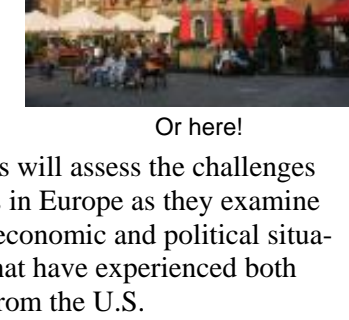 Or here!
s will assess the challenges
in Europe as they examine
economic and political situa-
hat have experienced both
rom the U.S.